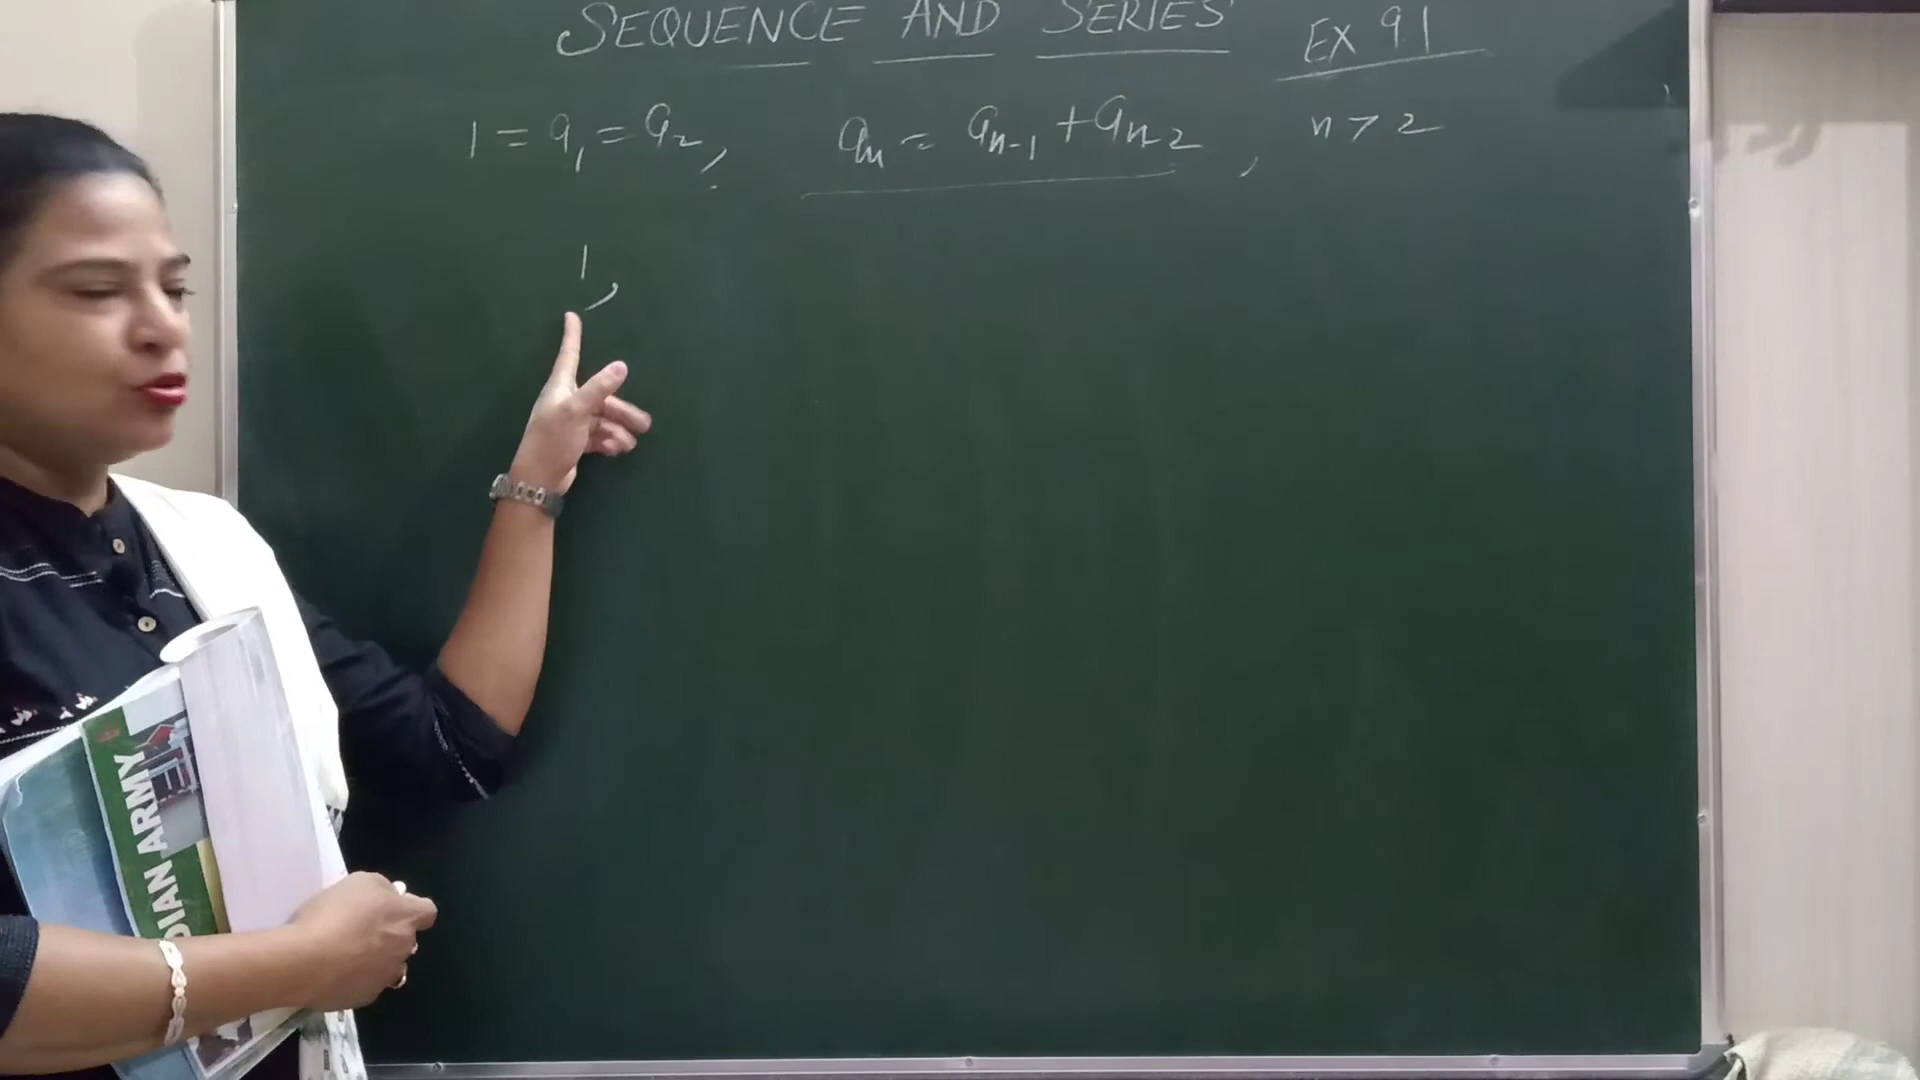 SEQUENCE AND SERIES
EX 9.1
1 = a₁ = a₂, aₙ = aₙ₋₁ + aₙ₋₂, n > 2
1,
DIAN ARMY